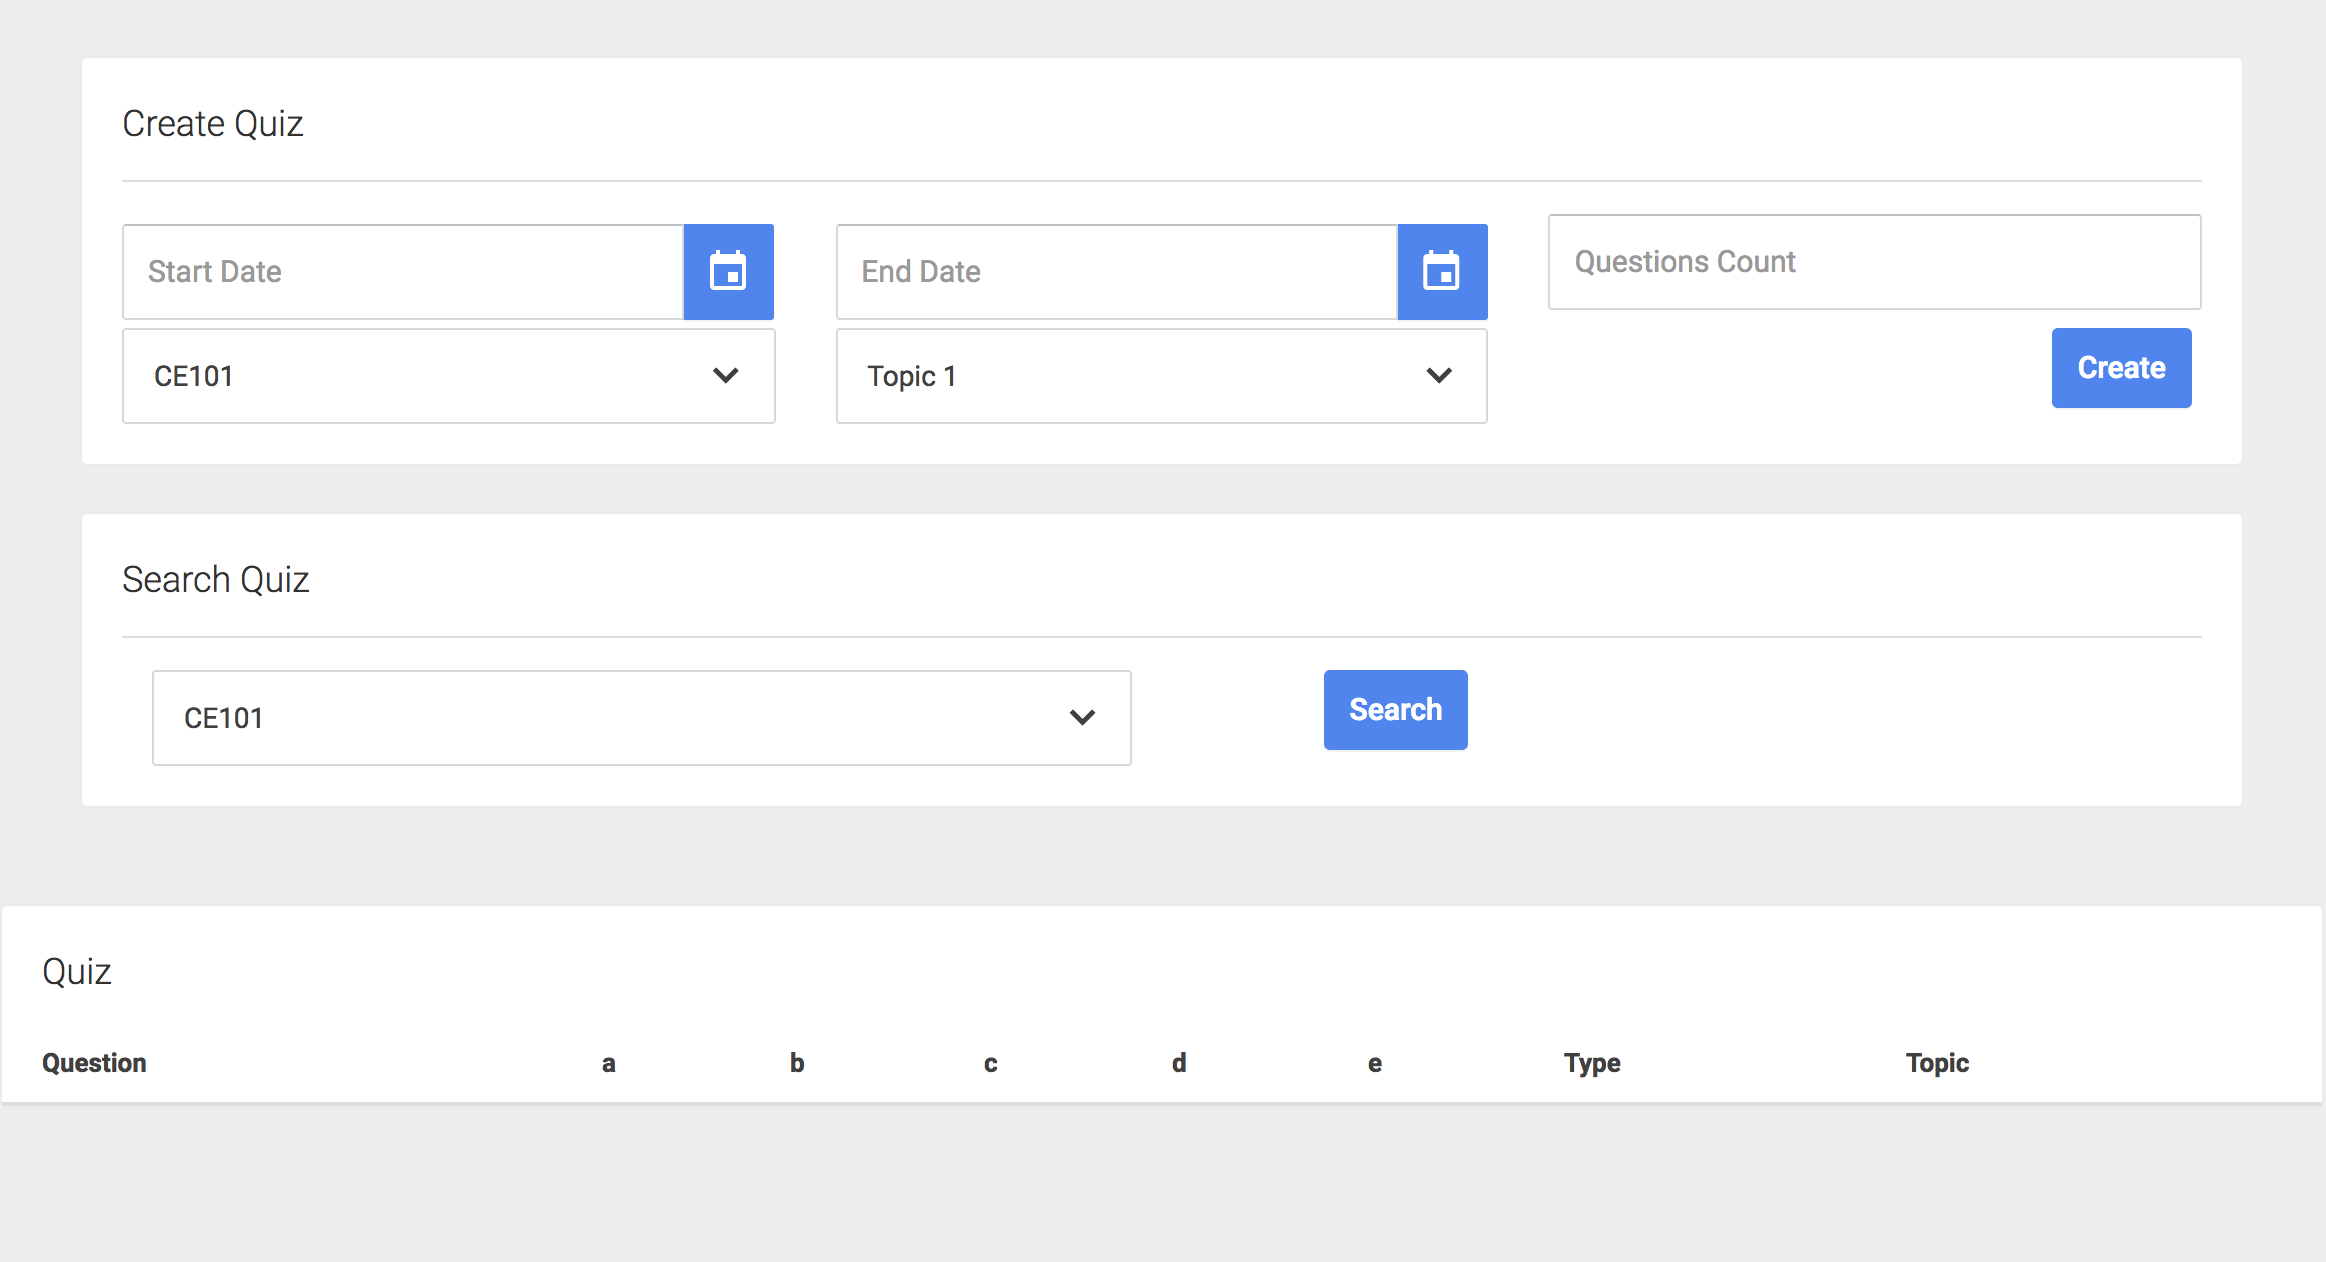 Create Quiz
Start Date
End Date
Questions Count
CE101
Topic 1
Create
Search Quiz
CE101
Search
Quiz
Question a b c d e Type Topic